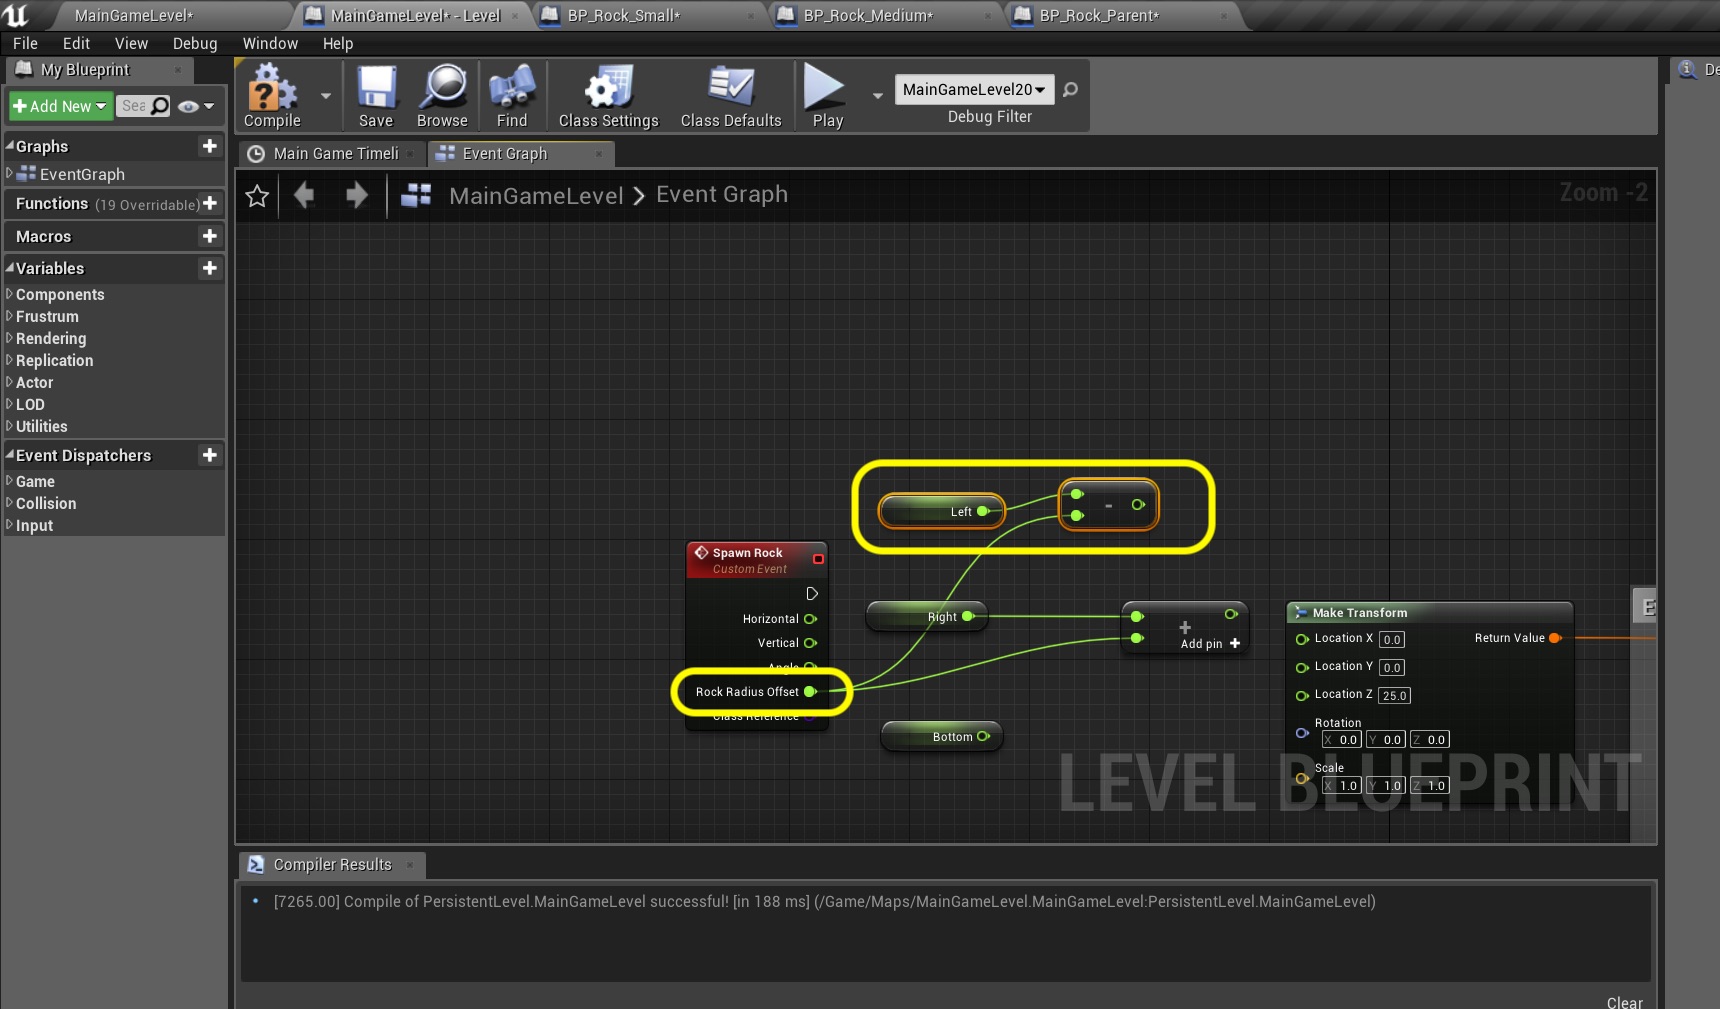 MainGameLevel*
MainGameLevel* - Level
BP_Rock_Small*
BP_Rock_Medium*
BP_Rock_Parent*
File Edit View Debug Window Help
My Blueprint
Add New
Sea
Compile
Save
Browse
Find
Class Settings
Class Defaults
Play
MainGameLevel20
Debug Filter
De
Graphs
EventGraph
Functions (19 Overridable)
Macros
Variables
Components
Frustrum
Rendering
Replication
Actor
LOD
Utilities
Event Dispatchers
Game
Collision
Input
Main Game Timeli
Event Graph
MainGameLevel > Event Graph
Zoom -2
Left
-
Spawn Rock
Custom Event
Horizontal
Vertical
Angle
Rock Radius Offset
Class Reference
Right
+
Add pin +
Bottom
Make Transform
Location X 0.0
Return Value
Location Y 0.0
Location Z 25.0
Rotation
X 0.0 Y 0.0 Z 0.0
Scale
X 1.0 Y 1.0 Z 1.0
LEVEL BLUEPRINT
Compiler Results
[7265.00] Compile of PersistentLevel.MainGameLevel successful! [in 188 ms] (/Game/Maps/MainGameLevel.MainGameLevel:PersistentLevel.MainGameLevel)
Clear